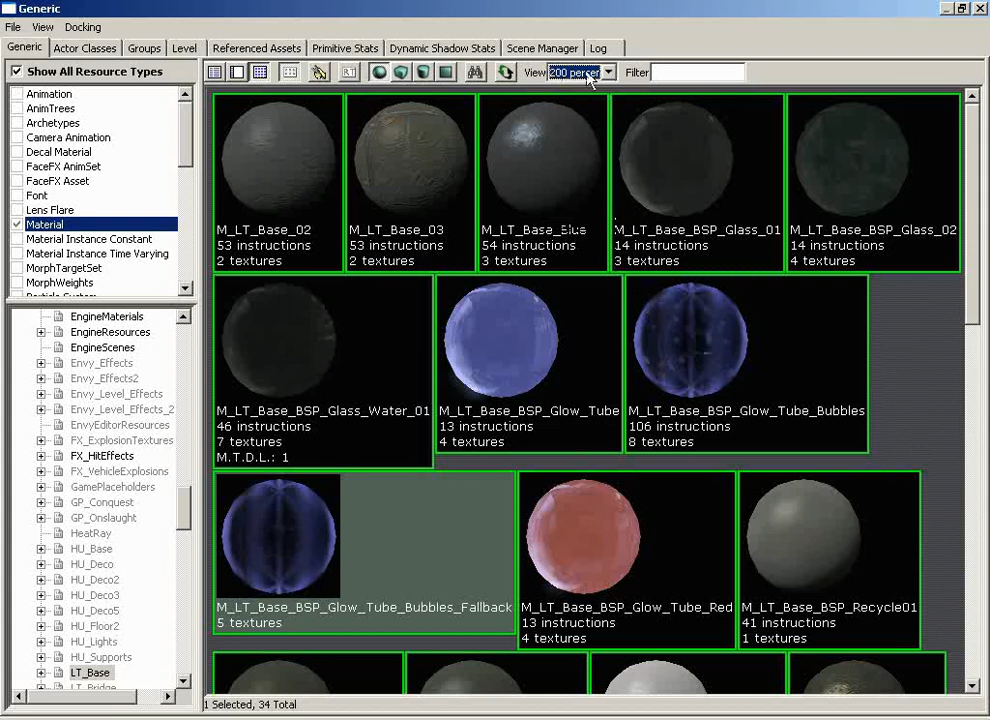 Generic
File View Docking
Generic Actor Classes Groups Level Referenced Assets Primitive Stats Dynamic Shadow Stats Scene Manager Log
Show All Resource Types
View 200 percer Filter
Animation
AnimTrees
Archetypes
Camera Animation
Decal Material
FaceFX AnimSet
FaceFX Asset
Font
Lens Flare
Material
Material Instance Constant
Material Instance Time Varying
MorphTargetSet
MorphWeights
EngineMaterials
EngineResources
EngineScenes
Envy_Effects
Envy_Effects2
Envy_Level_Effects
Envy_Level_Effects_2
EnvyEditorResources
FX_ExplosionTextures
FX_HitEffects
FX_VehicleExplosions
GamePlaceholders
GP_Conquest
GP_Onslaught
HeatRay
HU_Base
HU_Deco
HU_Deco2
HU_Deco3
HU_Deco5
HU_Floor2
HU_Lights
HU_Supports
LT_Base
LT_Bridge
M_LT_Base_02
53 instructions
2 textures
M_LT_Base_03
53 instructions
2 textures
M_LT_Base_Blus
54 instructions
3 textures
M_LT_Base_BSP_Glass_01
14 instructions
3 textures
M_LT_Base_BSP_Glass_02
14 instructions
4 textures
M_LT_Base_BSP_Glass_Water_01
46 instructions
7 textures
M.T.D.L.: 1
M_LT_Base_BSP_Glow_Tube
13 instructions
4 textures
M_LT_Base_BSP_Glow_Tube_Bubbles
106 instructions
8 textures
M_LT_Base_BSP_Glow_Tube_Bubbles_Fallback
5 textures
M_LT_Base_BSP_Glow_Tube_Red
13 instructions
4 textures
M_LT_Base_BSP_Recycle01
41 instructions
1 textures
1 Selected, 34 Total